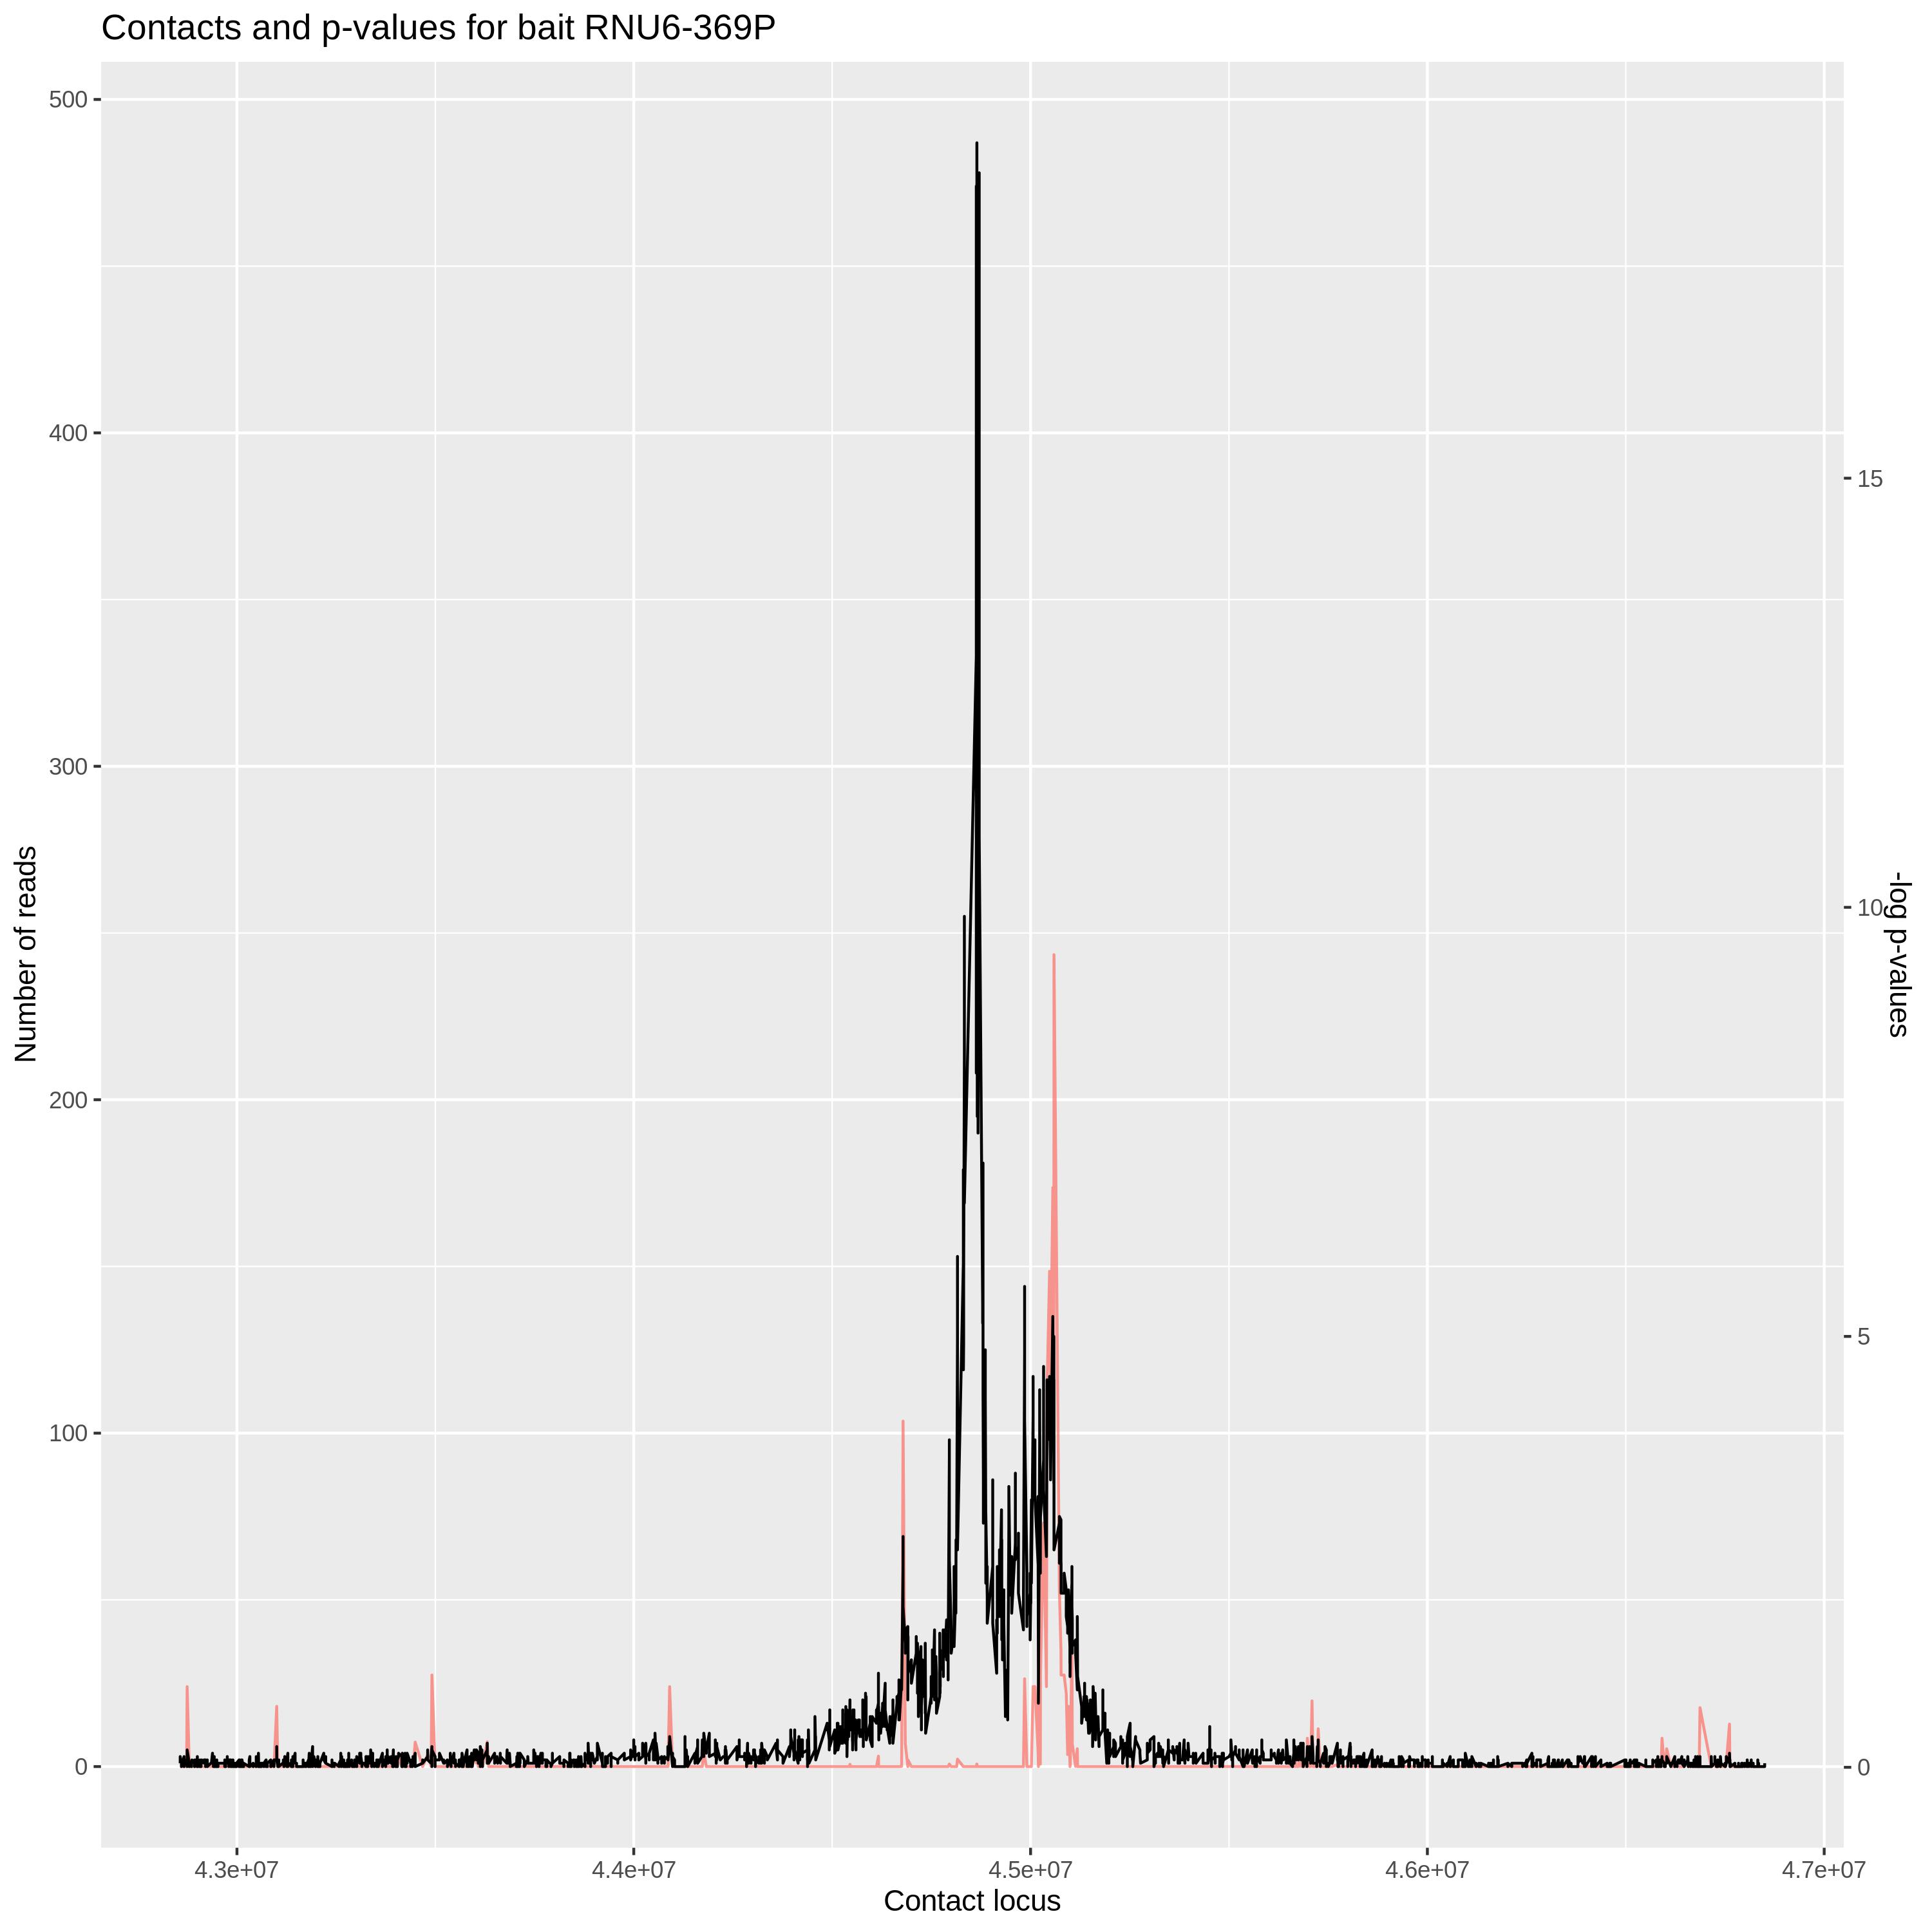 Contacts and p-values for bait RNU6-369P
500
400
300
200
100
0
Number of reads
15
10
5
0
-log p-values
4.3e+07
4.4e+07
4.5e+07
4.6e+07
4.7e+07
Contact locus